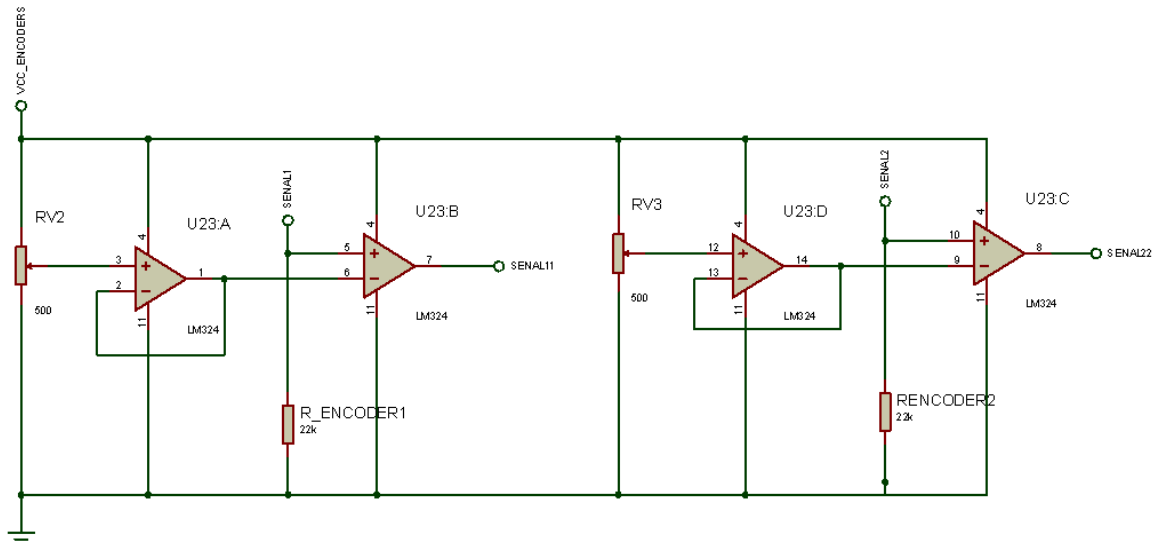 VCC_ENCODERS
RV2
500
4
U23:A
3
2
1
11
LM324
SENAL1
R_ENCODER1
22k
4
U23:B
5
6
7
11
LM324
SENAL11
RV3
500
4
U23:D
12
13
14
11
LM324
SENAL2
RENCODER2
22k
4
U23:C
10
9
8
11
LM324
SENAL22